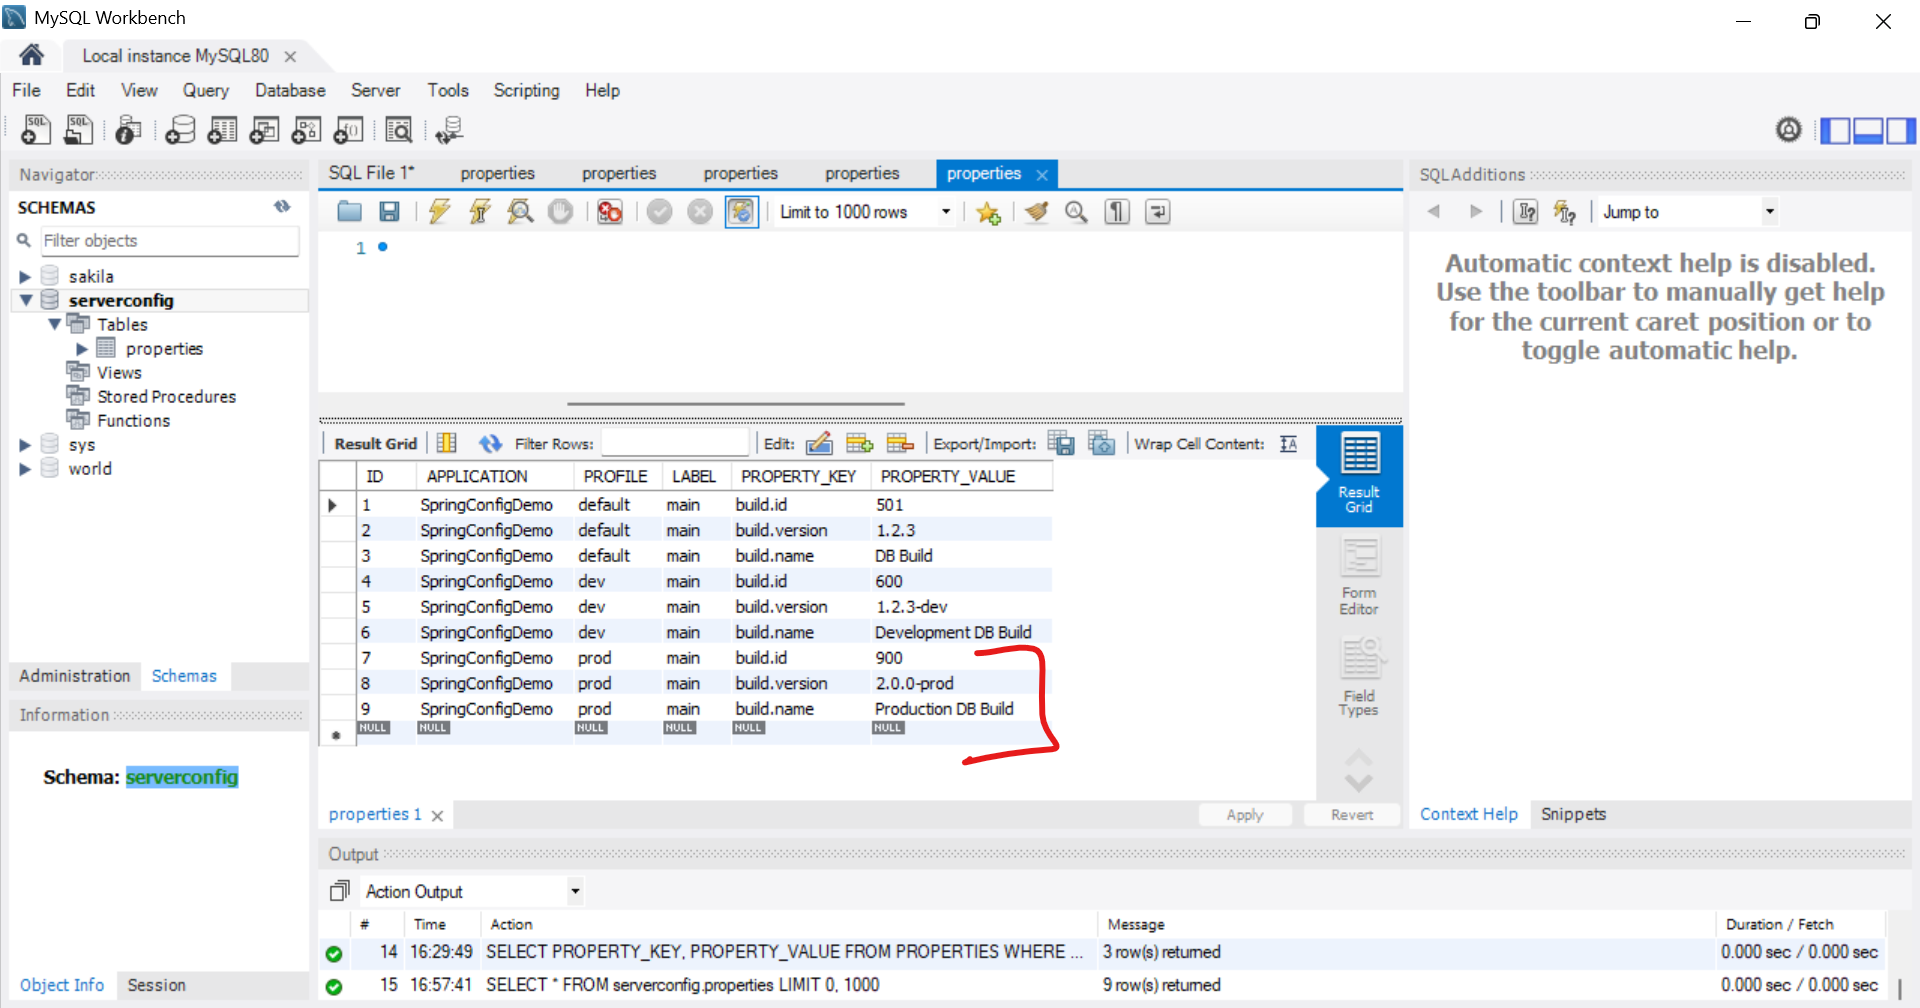 MySQL Workbench
Local instance MySQL80
File Edit View Query Database Server Tools Scripting Help
Navigator
SCHEMAS
Filter objects
sakila
serverconfig
Tables
properties
Views
Stored Procedures
Functions
sys
world
Administration Schemas
Information
Schema: serverconfig
Object Info Session
SQL File 1* properties properties properties properties properties
Limit to 1000 rows
1
Result Grid Filter Rows: Edit: Export/Import: Wrap Cell Content:
ID APPLICATION PROFILE LABEL PROPERTY_KEY PROPERTY_VALUE
1 SpringConfigDemo default main build.id 501
2 SpringConfigDemo default main build.version 1.2.3
3 SpringConfigDemo default main build.name DB Build
4 SpringConfigDemo dev main build.id 600
5 SpringConfigDemo dev main build.version 1.2.3-dev
6 SpringConfigDemo dev main build.name Development DB Build
7 SpringConfigDemo prod main build.id 900
8 SpringConfigDemo prod main build.version 2.0.0-prod
9 SpringConfigDemo prod main build.name Production DB Build
NULL NULL NULL NULL NULL NULL
Result
Grid
Form
Editor
Field
Types
properties 1 Apply Revert
SQLAdditions
Jump to
Automatic context help is disabled.
Use the toolbar to manually get help
for the current caret position or to
toggle automatic help.
Context Help Snippets
Output
Action Output
# Time Action Message Duration / Fetch
14 16:29:49 SELECT PROPERTY_KEY, PROPERTY_VALUE FROM PROPERTIES WHERE ... 3 row(s) returned 0.000 sec / 0.000 sec
15 16:57:41 SELECT * FROM serverconfig.properties LIMIT 0, 1000 9 row(s) returned 0.000 sec / 0.000 sec